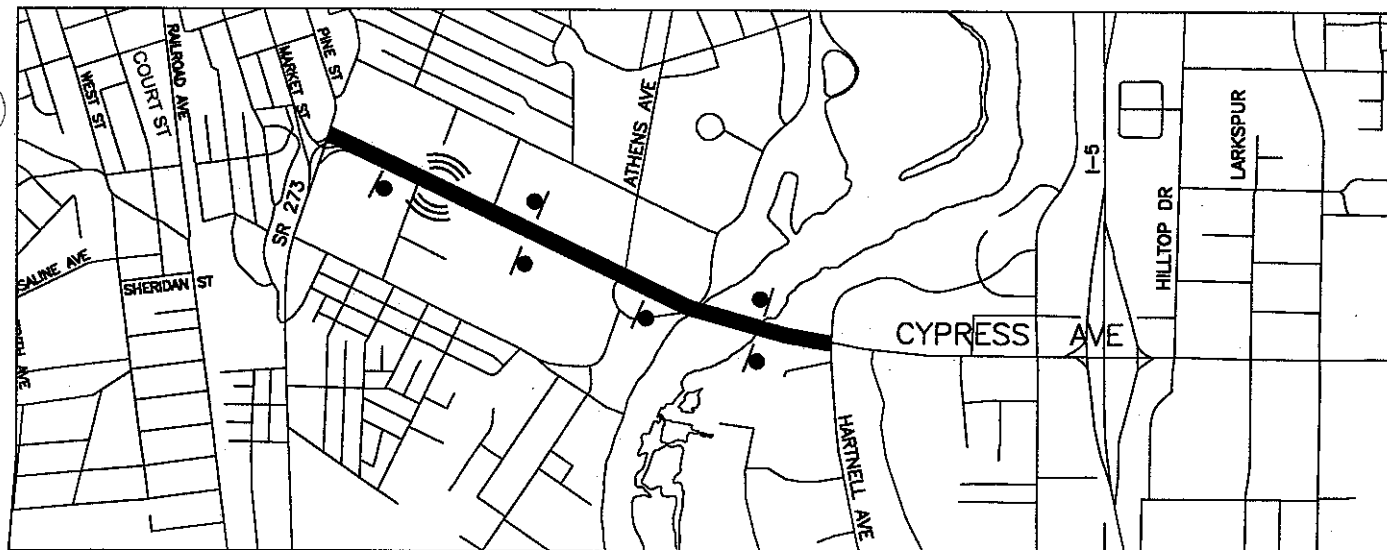 WEST ST
COURT ST
RAILROAD AVE
MARKET ST
PINE ST
ATHENS AVE
I-5
HILLTOP DR
LARKSPUR
SR 273
SALINE AVE
SHERIDAN ST
CYPRESS AVE
HARTNELL AVE
AVE